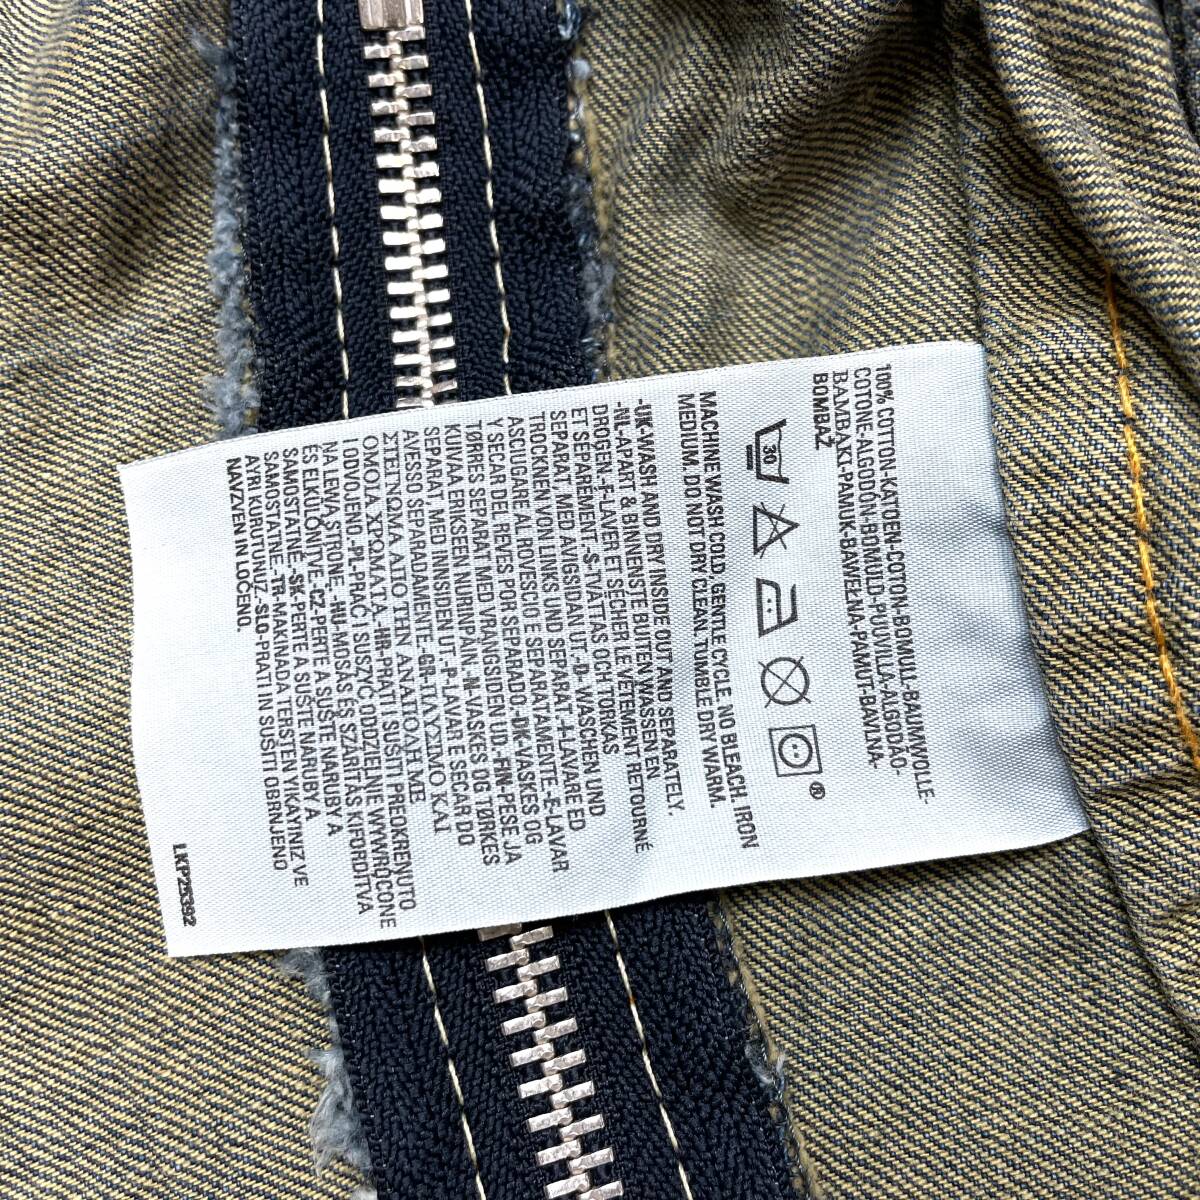 100% COTTON-KATOEN-COTON-BOMULL-BAUMWOLLE-
COTONE-ALGODÓN-BOMULD-PUUVILLA-ALGODÃO-
BAMBAKI-PAMUK-BAWEŁNA-PAMUT-BAVLNA-
BOMBAŽ
30
®
MACHINE WASH COLD, GENTLE CYCLE. NO BLEACH. IRON
MEDIUM. DO NOT DRY CLEAN. TUMBLE DRY WARM.
-UK-WASH AND DRY INSIDE OUT AND SEPARATELY.
-NL-APART & BINNENSTE BUITEN WASSEN EN
DROGEN.-F-LAVER ET SECHER LE VETEMENT RETOURNÉ
ET SEPARÉMENT.-S-TVÄTTAS OCH TORKAS
SEPARAT, MED AVIGSIDAN UT.-D- WASCHEN UND
TROCKNEN VON LINKS UND SEPARAT.-I-LAVARE ED
ASCIUGARE AL ROVESCIO E SEPARATAMENTE.-E-LAVAR
Y SECAR DEL REVES POR SEPARADO.-DK-VASKES OG
TØRRES SEPARAT MED VRANGSIDEN UD.-FIN-PESE JA
KUIVAA ERIKSEEN NURINPÄIN.-N-VASKES OG TØRKES
SEPARAT, MED INNSIDEN UT.-P-LAVAR E SECAR DO
AVESSO SEPARADAMENTE.-GR-ΠΛΥΣΙΜΟ ΚΑΙ
ΣΤΕΓΝΩΜΑ ΑΠΟ ΤΗΝ ΑΝΑΠΟΔΗ ΜΕ
ΟΜΟΙΑ ΧΡΩΜΑΤΑ.-HR-PRATI I SUŠITI PREOKRENUTO
I ODVOJENO.-PL-PRAĆ I SUSZYĆ ODDZIELNIE WYWRÓCONE
NA LEWĄ STRONĘ.-HU-MOSÁS ÉS SZÁRÍTÁS KIFORDÍTVA
ÉS ELKÜLÖNÍTVE.-CZ-PERTE A SUŠTE NARUBY A
SAMOSTATNĚ.-SK-PERTE A SUŠTE NARUBY A
SAMOSTATNE.-TR-MAKINADA TERSTEN YIKAYINIZ VE
AYRI KURUTUNUZ.-SLO-PRATI IN SUŠITI OBRNJENO
NAVZVEN IN LOČENO.
LKP25392